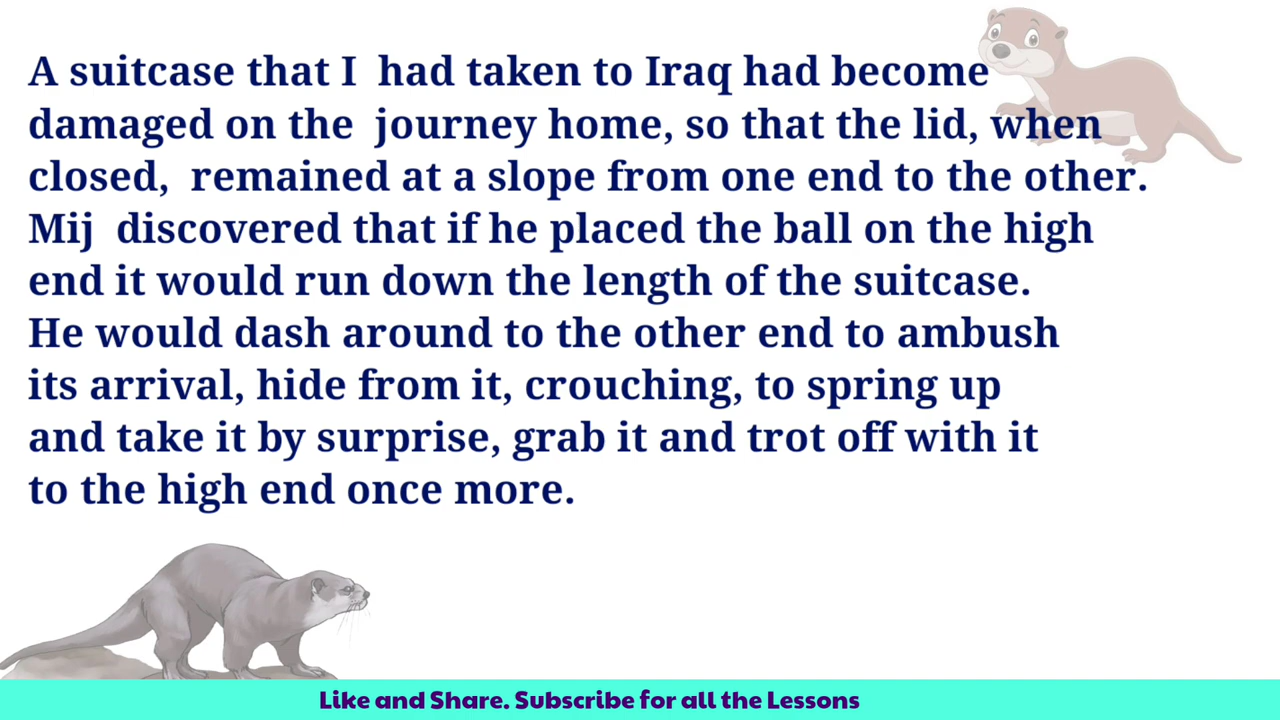 A suitcase that I had taken to Iraq had become
damaged on the journey home, so that the lid, when
closed, remained at a slope from one end to the other.
Mij discovered that if he placed the ball on the high
end it would run down the length of the suitcase.
He would dash around to the other end to ambush
its arrival, hide from it, crouching, to spring up
and take it by surprise, grab it and trot off with it
to the high end once more.
Like and Share. Subscribe for all the Lessons